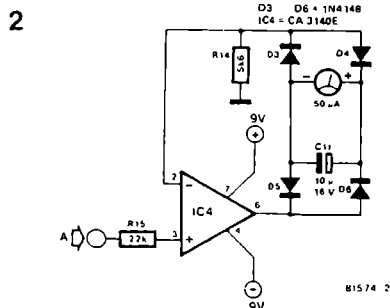 2
D3 D6 = 1N4148
IC4 = CA 3140E
R14
5k6
D3
D4
- +
50 µA
9V
+
C11
10 µ
16 V
D5
D6
2
7
6
IC4
A
R15
22k
3
+
4
-
9V
81574 2